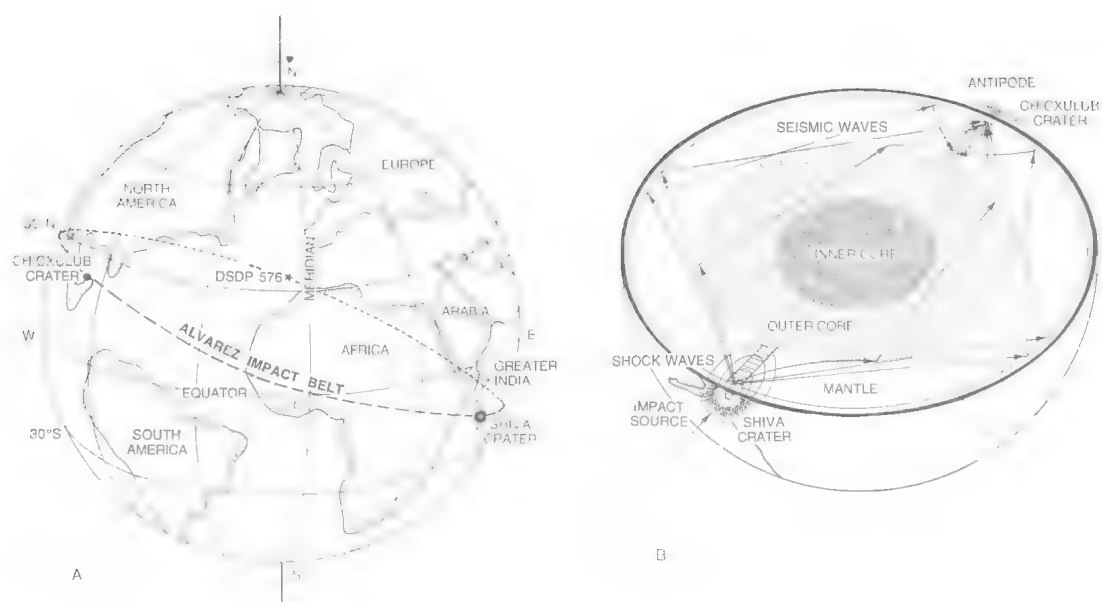 N
EUROPE
NORTH
AMERICA
CHICXULUB
CRATER
DSDP 576
MERIDIAN
ARABIA
W
E
ALVAREZ IMPACT BELT
AFRICA
GREATER
INDIA
EQUATOR
SHIVA
CRATER
30°S
SOUTH
AMERICA
S
A
ANTIPODE
CHICXULUB
CRATER
SEISMIC WAVES
INNER CORE
OUTER CORE
SHOCK WAVES
MANTLE
IMPACT
SOURCE
SHIVA
CRATER
B